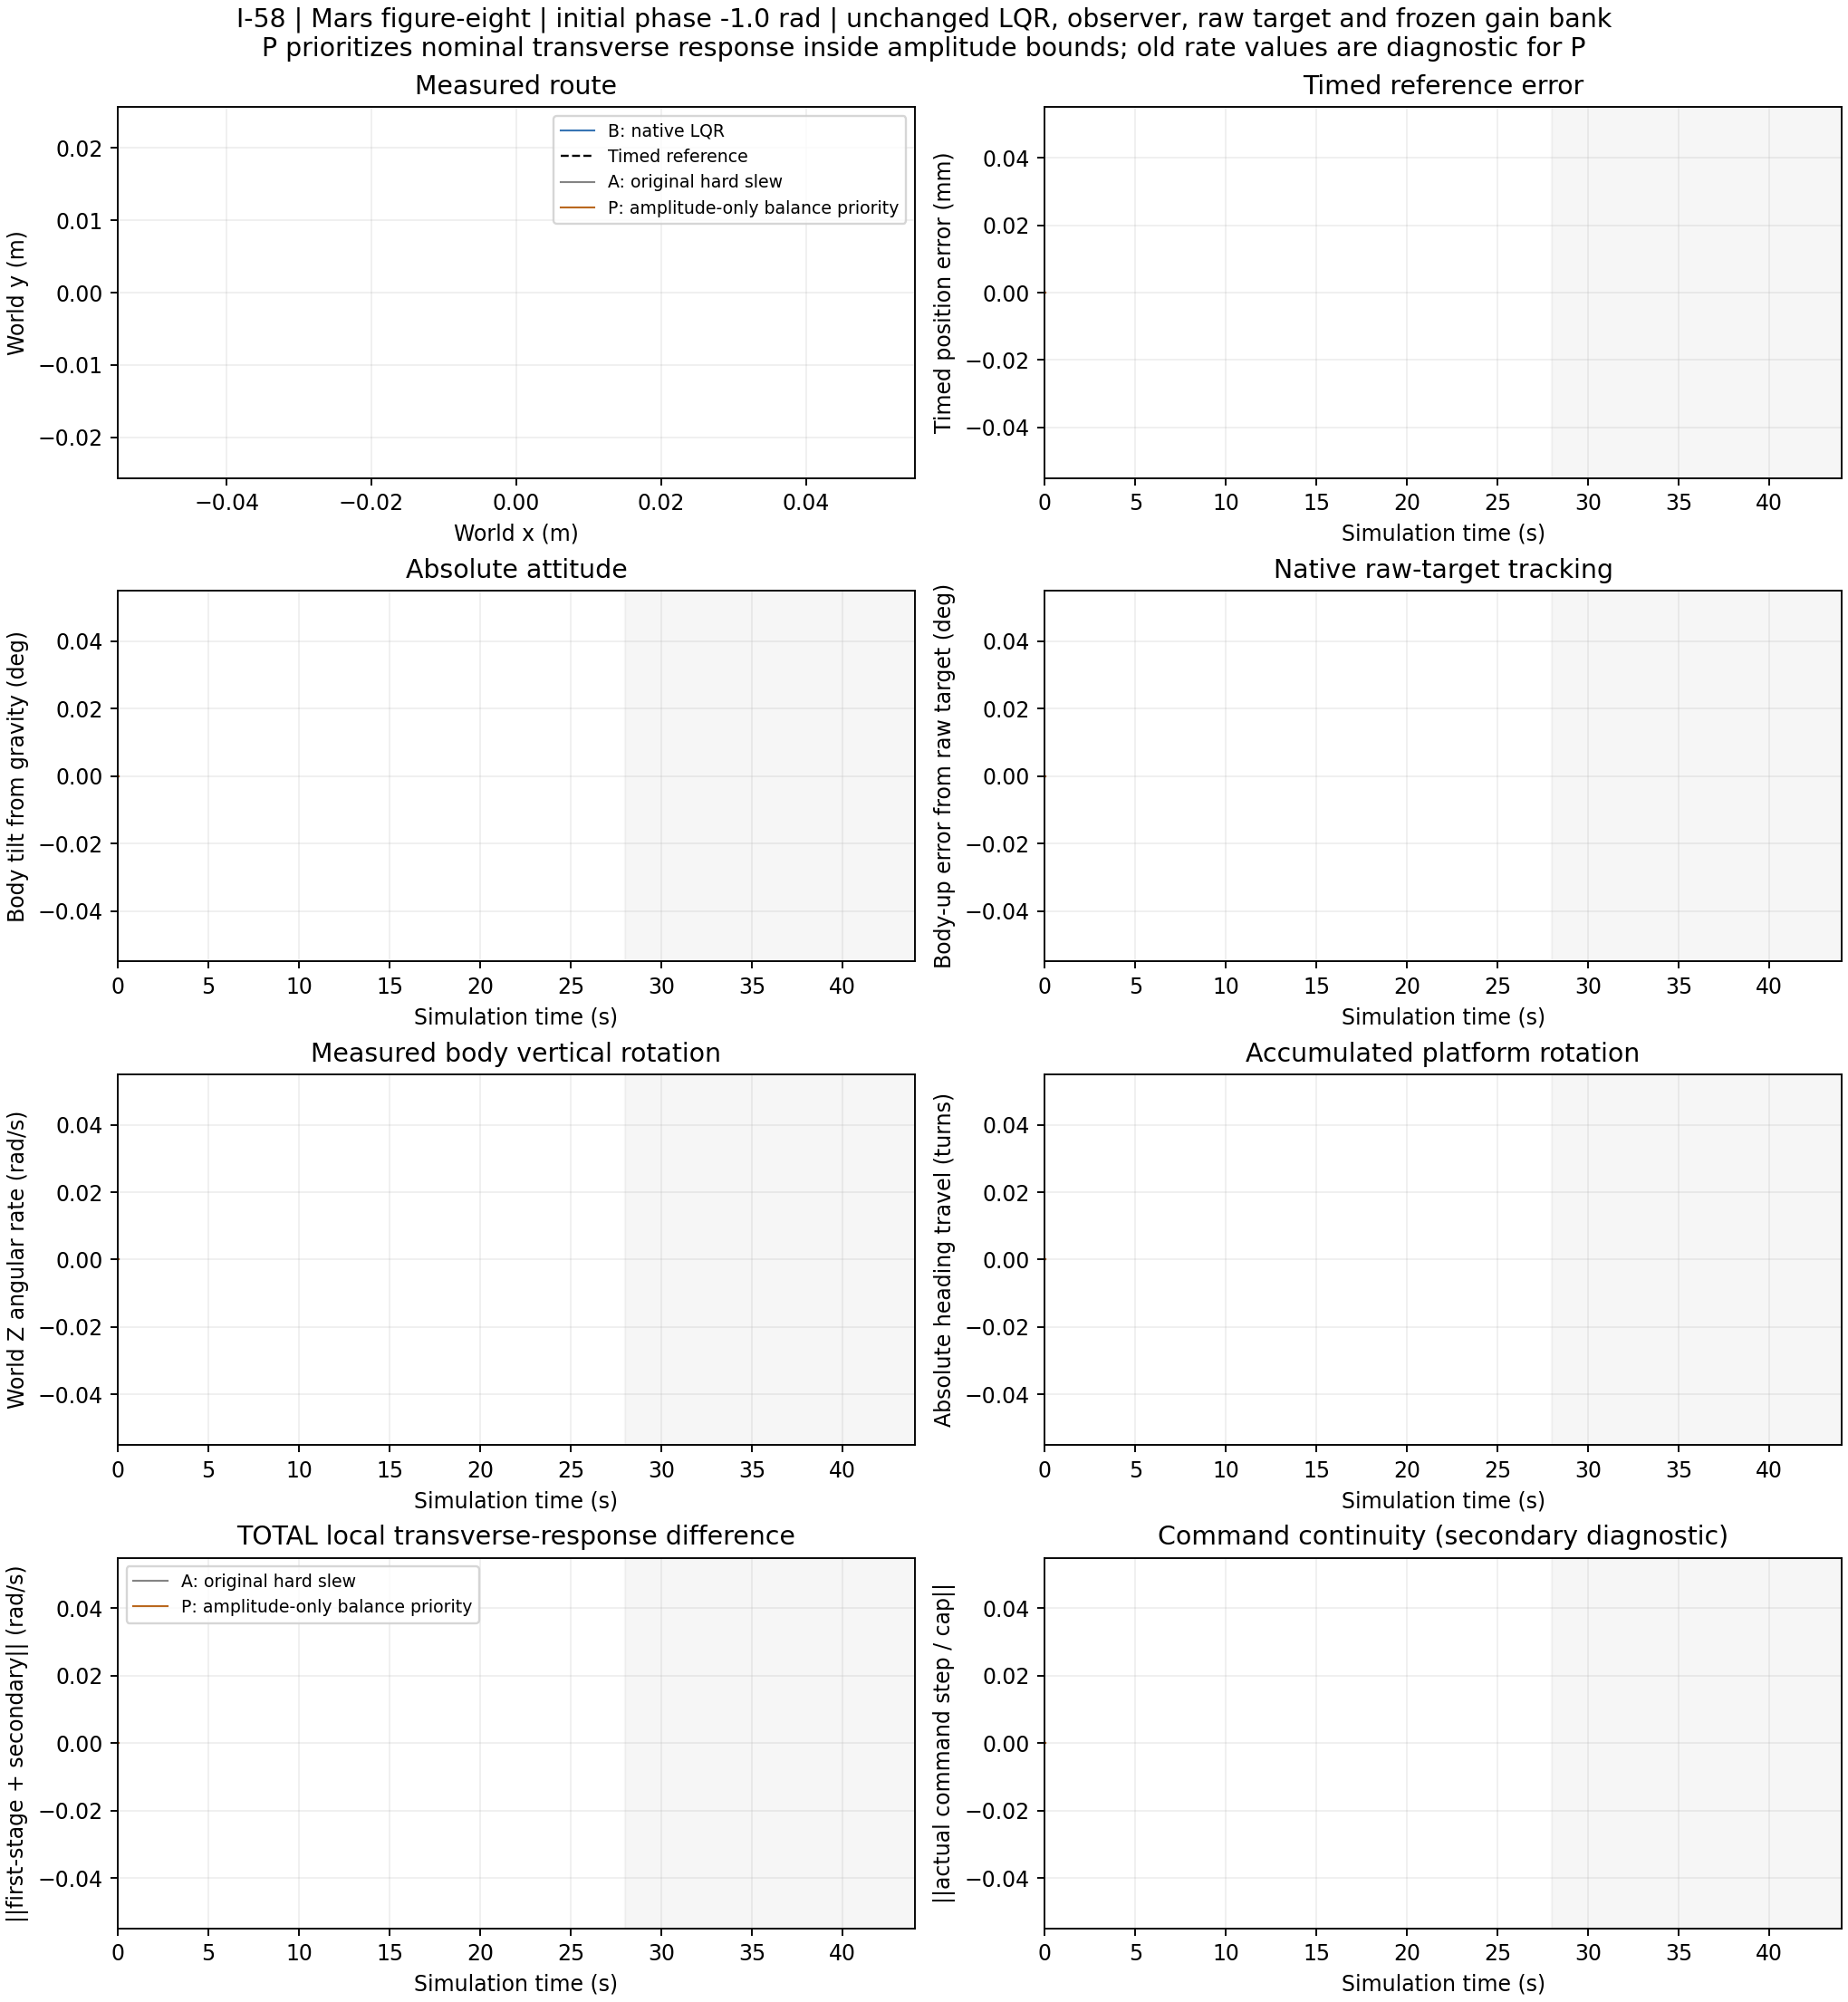 I-58 | Mars figure-eight | initial phase -1.0 rad | unchanged LQR, observer, raw target and frozen gain bank
P prioritizes nominal transverse response inside amplitude bounds; old rate values are diagnostic for P
Measured route
World y (m)
0.02
0.01
0.00
−0.01
−0.02
B: native LQR
Timed reference
A: original hard slew
P: amplitude-only balance priority
−0.04 −0.02 0.00 0.02 0.04
World x (m)
Timed reference error
Timed position error (mm)
0.04
0.02
0.00
−0.02
−0.04
0 5 10 15 20 25 30 35 40
Simulation time (s)
Absolute attitude
Body tilt from gravity (deg)
0.04
0.02
0.00
−0.02
−0.04
0 5 10 15 20 25 30 35 40
Simulation time (s)
Native raw-target tracking
Body-up error from raw target (deg)
0.04
0.02
0.00
−0.02
−0.04
0 5 10 15 20 25 30 35 40
Simulation time (s)
Measured body vertical rotation
World Z angular rate (rad/s)
0.04
0.02
0.00
−0.02
−0.04
0 5 10 15 20 25 30 35 40
Simulation time (s)
Accumulated platform rotation
Absolute heading travel (turns)
0.04
0.02
0.00
−0.02
−0.04
0 5 10 15 20 25 30 35 40
Simulation time (s)
TOTAL local transverse-response difference
||first-stage + secondary|| (rad/s)
0.04
0.02
0.00
−0.02
−0.04
A: original hard slew
P: amplitude-only balance priority
0 5 10 15 20 25 30 35 40
Simulation time (s)
Command continuity (secondary diagnostic)
||actual command step / cap||
0.04
0.02
0.00
−0.02
−0.04
0 5 10 15 20 25 30 35 40
Simulation time (s)